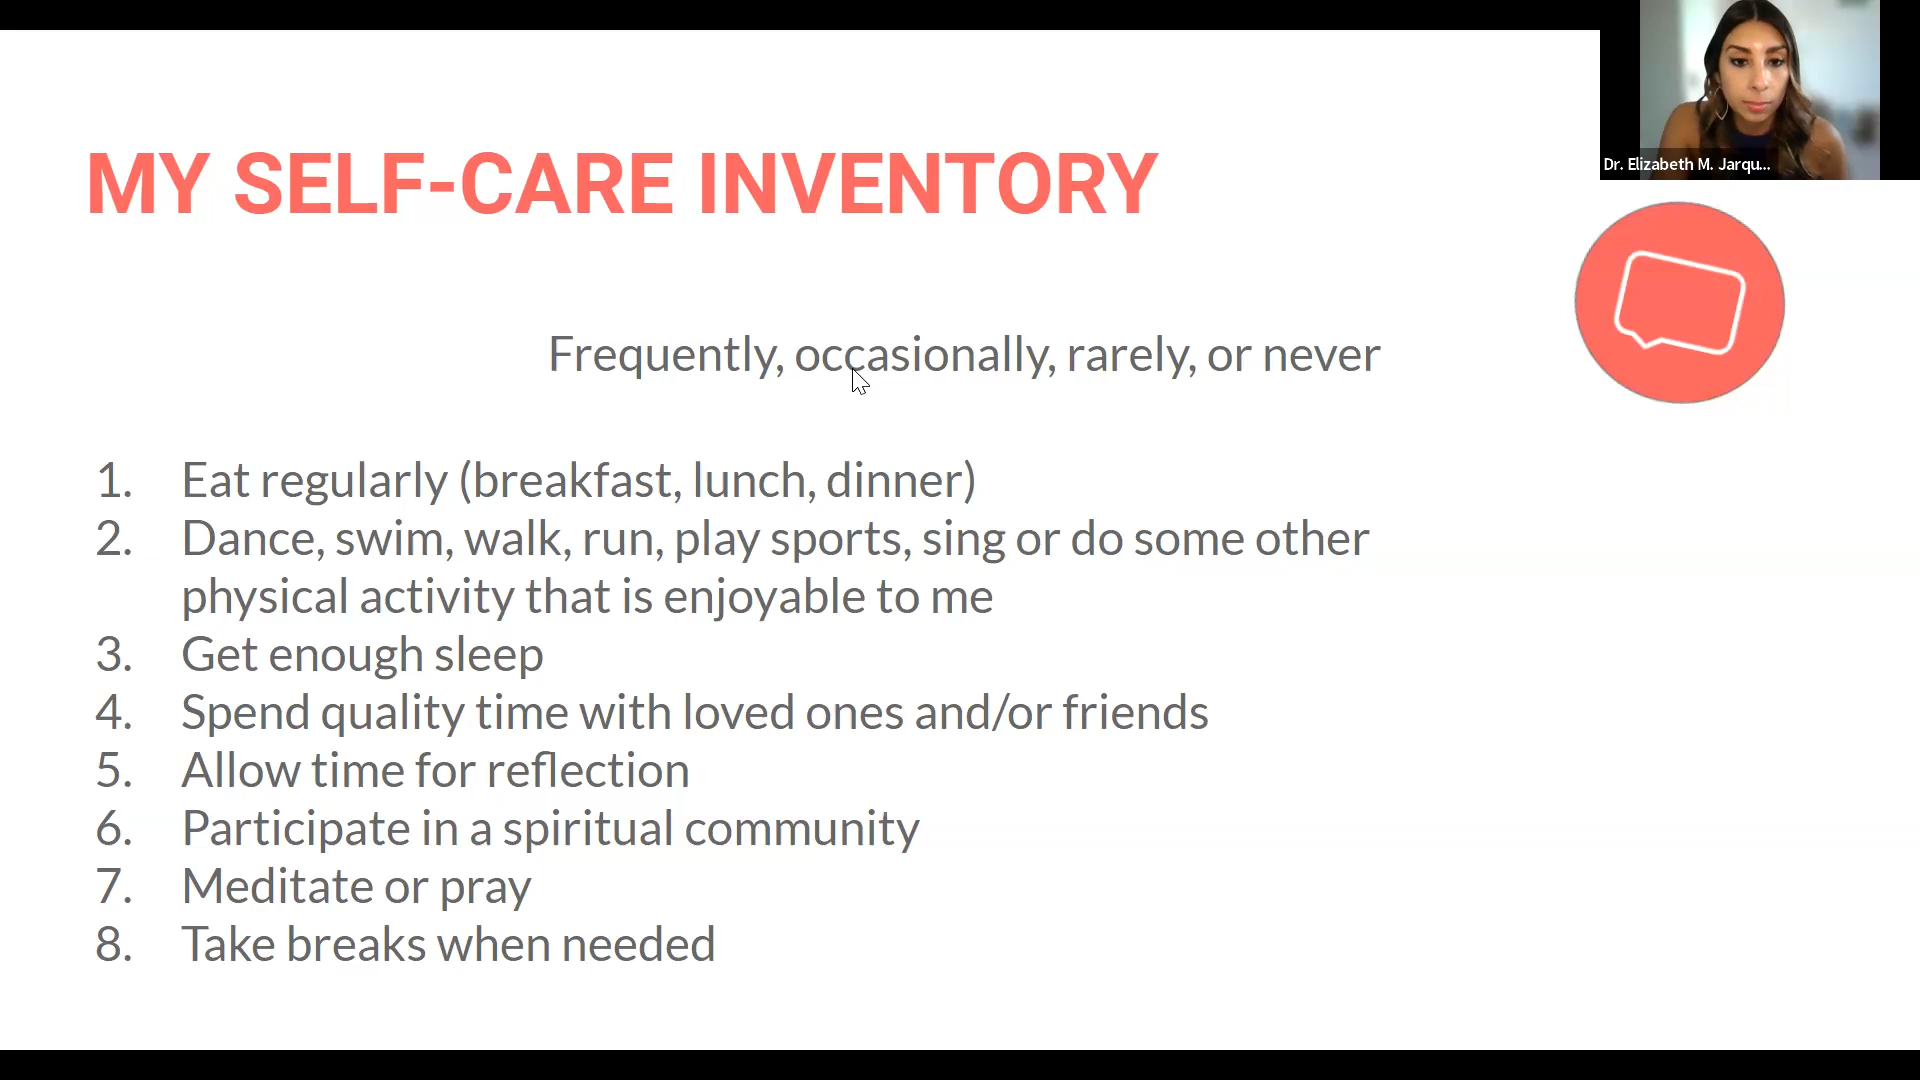 Dr. Elizabeth M. Jarqu...
MY SELF-CARE INVENTORY
Frequently, occasionally, rarely, or never
1. Eat regularly (breakfast, lunch, dinner)
2. Dance, swim, walk, run, play sports, sing or do some other
physical activity that is enjoyable to me
3. Get enough sleep
4. Spend quality time with loved ones and/or friends
5. Allow time for reflection
6. Participate in a spiritual community
7. Meditate or pray
8. Take breaks when needed